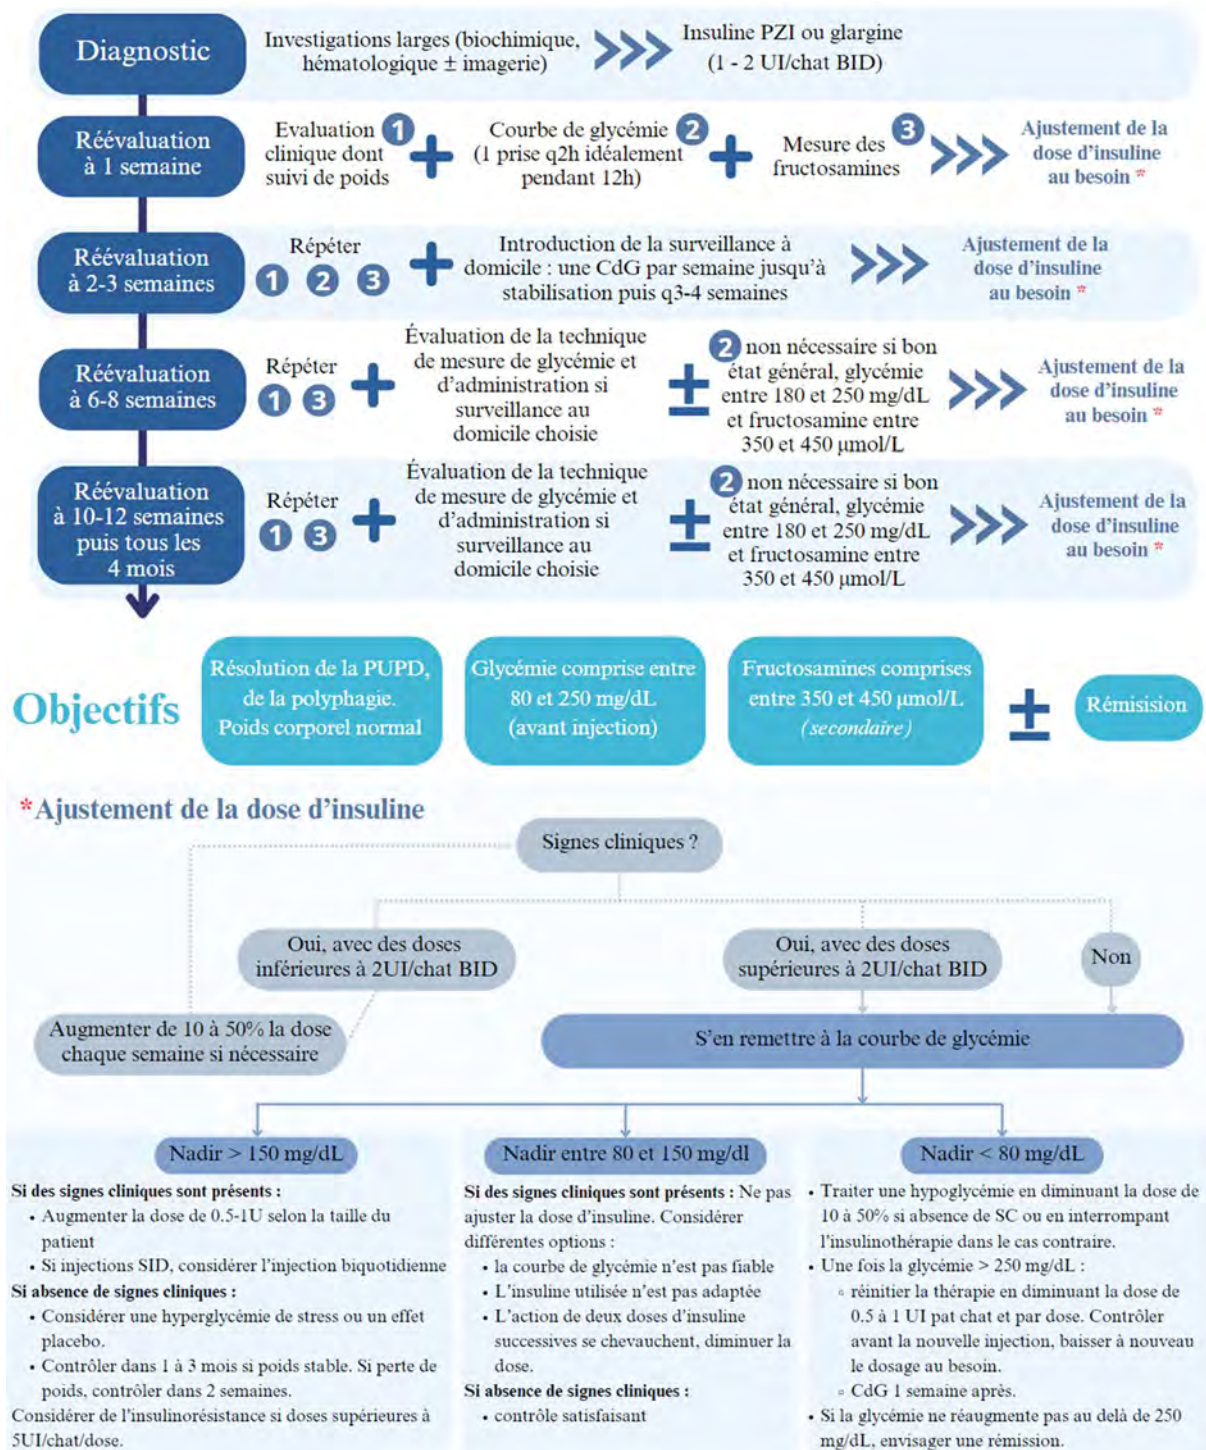 Diagnostic
Investigations larges (biochimique,
hématologique ± imagerie)
Insuline PZI ou glargine
(1 - 2 UI/chat BID)
Réévaluation
à 1 semaine
Evaluation
clinique dont
suivi de poids
1
Courbe de glycémie
(1 prise q2h idéalement
pendant 12h)
2
Mesure des
fructosamines
3
Ajustement de la
dose d’insuline
au besoin *
Réévaluation
à 2-3 semaines
Répéter
1 2 3
Introduction de la surveillance à
domicile : une CdG par semaine jusqu’à
stabilisation puis q3-4 semaines
Ajustement de la
dose d’insuline
au besoin *
Réévaluation
à 6-8 semaines
Répéter
1 3
Évaluation de la technique
de mesure de glycémie et
d’administration si
surveillance au
domicile choisie
2 non nécessaire si bon
état général, glycémie
entre 180 et 250 mg/dL
et fructosamine entre
350 et 450 µmol/L
Ajustement de la
dose d’insuline
au besoin *
Réévaluation
à 10-12 semaines
puis tous les
4 mois
Répéter
1 3
Évaluation de la technique
de mesure de glycémie et
d’administration si
surveillance au
domicile choisie
2 non nécessaire si bon
état général, glycémie
entre 180 et 250 mg/dL
et fructosamine entre
350 et 450 µmol/L
Ajustement de la
dose d’insuline
au besoin *
Objectifs
Résolution de la PUPD,
de la polyphagie.
Poids corporel normal
Glycémie comprise entre
80 et 250 mg/dL
(avant injection)
Fructosamines comprises
entre 350 et 450 µmol/L
(secondaire)
±
Rémisision
*Ajustement de la dose d’insuline
Signes cliniques ?
Oui, avec des doses
inférieures à 2UI/chat BID
Oui, avec des doses
supérieures à 2UI/chat BID
Non
Augmenter de 10 à 50% la dose
chaque semaine si nécessaire
S’en remettre à la courbe de glycémie
Nadir > 150 mg/dL
Si des signes cliniques sont présents :
• Augmenter la dose de 0.5-1U selon la taille du
patient
• Si injections SID, considérer l’injection biquotidienne
Si absence de signes cliniques :
• Considérer une hyperglycémie de stress ou un effet
placebo.
• Contrôler dans 1 à 3 mois si poids stable. Si perte de
poids, contrôler dans 2 semaines.
Considérer de l’insulinorésistance si doses supérieures à
5UI/chat/dose.
Nadir entre 80 et 150 mg/dl
Si des signes cliniques sont présents : Ne pas
ajuster la dose d’insuline. Considérer
différentes options :
• la courbe de glycémie n’est pas fiable
• L’insuline utilisée n’est pas adaptée
• L’action de deux doses d’insuline
successives se chevauchent, diminuer la
dose.
Si absence de signes cliniques :
• contrôle satisfaisant
Nadir < 80 mg/dL
• Traiter une hypoglycémie en diminuant la dose de
10 à 50% si absence de SC ou en interrompant
l’insulinothérapie dans le cas contraire.
• Une fois la glycémie > 250 mg/dL :
◦ réinitier la thérapie en diminuant la dose de
0.5 à 1 UI pat chat et par dose. Contrôler
avant la nouvelle injection, baisser à nouveau
le dosage au besoin.
◦ CdG 1 semaine après.
• Si la glycémie ne réaugmente pas au delà de 250
mg/dL, envisager une rémission.